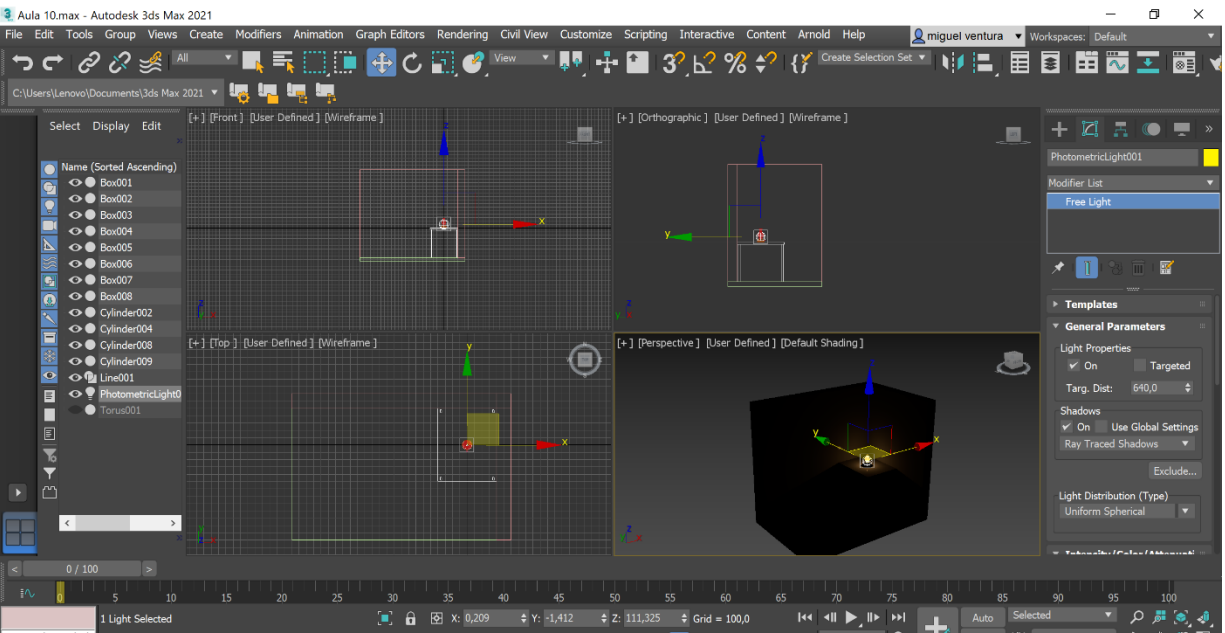 3 Aula 10.max - Autodesk 3ds Max 2021
File Edit Tools Group Views Create Modifiers Animation Graph Editors Rendering Civil View Customize Scripting Interactive Content Arnold Help miguel ventura Workspaces: Default
All View Create Selection Set
C:\Users\Lenovo\Documents\3ds Max 2021
Select Display Edit
Name (Sorted Ascending)
Box001
Box002
Box003
Box004
Box005
Box006
Box007
Box008
Cylinder002
Cylinder004
Cylinder008
Cylinder009
Line001
PhotometricLight0
Torus001
[+] [Front ] [User Defined ] [Wireframe ]
z
x
z
[+] [Orthographic ] [User Defined ] [Wireframe ]
z
y
z
y
[+] [Top ] [User Defined ] [Wireframe ]
y
x
y
x
[+] [Perspective ] [User Defined ] [Default Shading ]
z
y
x
z
x
PhotometricLight001
Modifier List
Free Light
Templates
General Parameters
Light Properties
On Targeted
Targ. Dist: 640,0
Shadows
On Use Global Settings
Ray Traced Shadows
Exclude...
Light Distribution (Type)
Uniform Spherical
< >
< 0 / 100 >
0 5 10 15 20 25 30 35 40 45 50 55 60 65 70 75 80 85 90 95 100
1 Light Selected X: 0,209 Y: -1,412 Z: 111,325 Grid = 100,0 Auto Selected